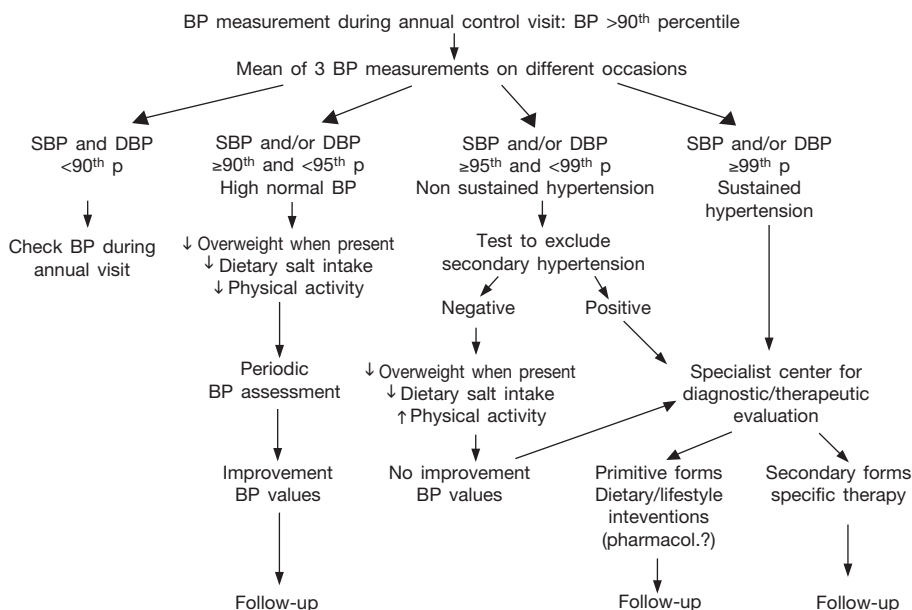 BP measurement during annual control visit: BP >90th percentile
Mean of 3 BP measurements on different occasions
SBP and DBP
<90th p
Check BP during
annual visit
SBP and/or DBP
≥90th and <95th p
High normal BP
↓ Overweight when present
↓ Dietary salt intake
↓ Physical activity
Periodic
BP assessment
Improvement
BP values
Follow-up
SBP and/or DBP
≥95th and <99th p
Non sustained hypertension
Test to exclude
secondary hypertension
Negative
Positive
↓ Overweight when present
↓ Dietary salt intake
↑ Physical activity
No improvement
BP values
SBP and/or DBP
≥99th p
Sustained
hypertension
Specialist center for
diagnostic/therapeutic
evaluation
Primitive forms
Dietary/lifestyle
inteventions
(pharmacol.?)
Follow-up
Secondary forms
specific therapy
Follow-up